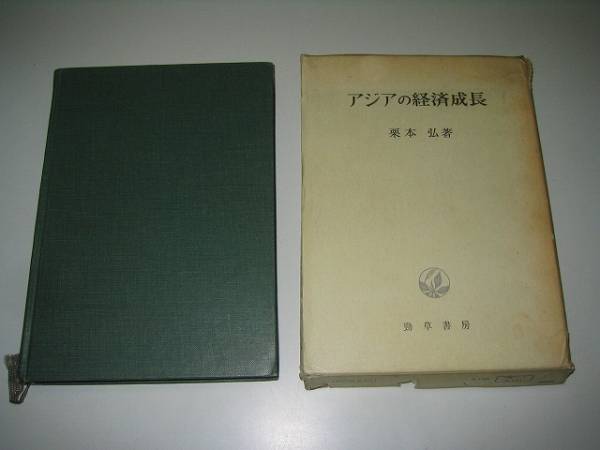 アジアの経済成長
栗本 弘著
勁草書房